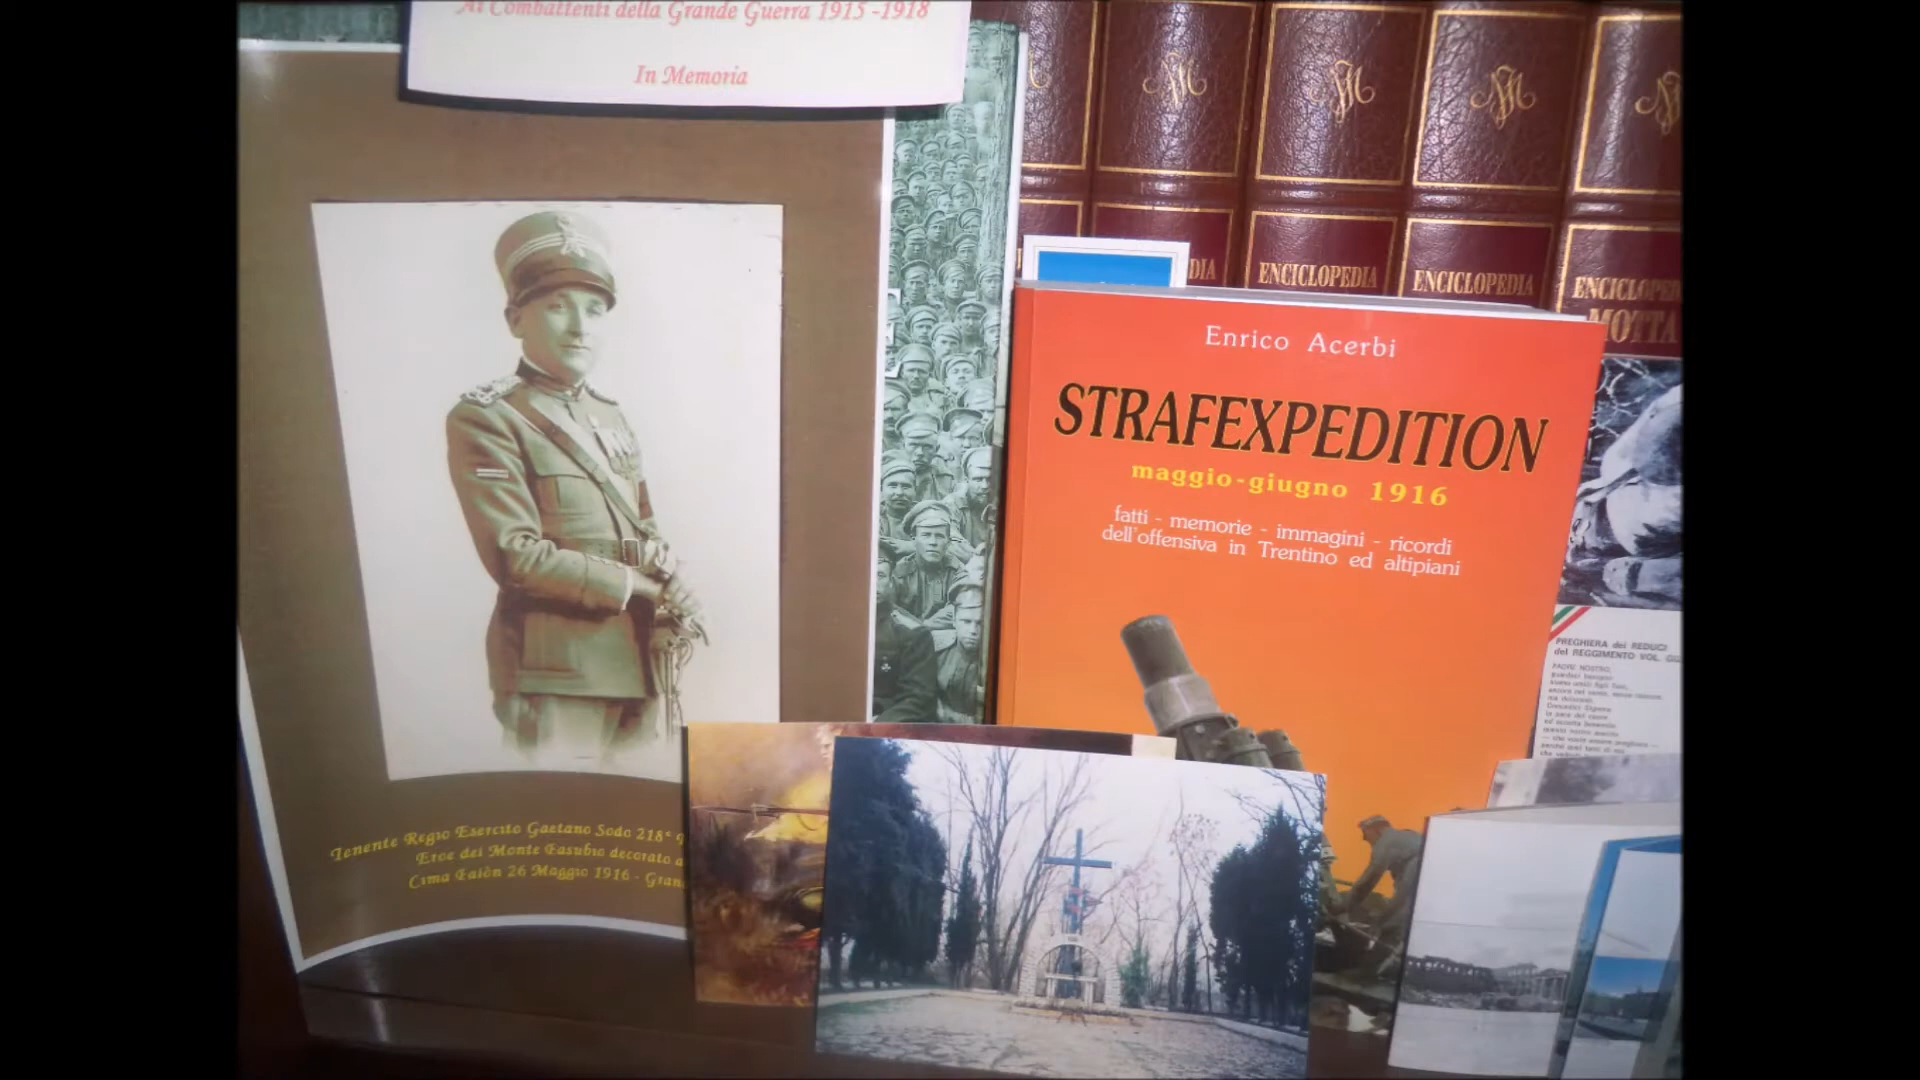 Ai Combattenti della Grande Guerra 1915-1918
In Memoria
DIA
ENCICLOPEDIA
ENCICLOPEDIA
ENCICLOPED
MOTTA
Enrico Acerbi
STRAFEXPEDITION
maggio-giugno 1916
fatti - memorie - immagini - ricordi
dell'offensiva in Trentino ed altipiani
PREGHIERA dei REDUCI
del REGGIMENTO VOL.
PADRE NOSTRO,
Tenente Regio Esercito Gaetano Sodo 218°
Eroe del Monte Pasubio decorato
Cima Palòn 26 Maggio 1916 - Gran